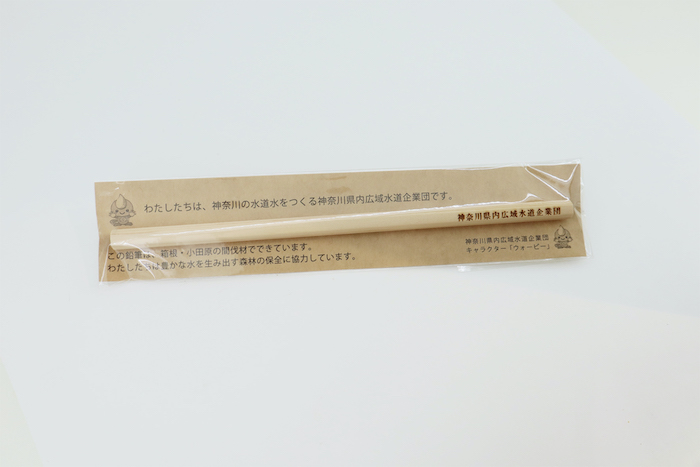 わたしたちは、神奈川の水道水をつくる神奈川県内広域水道企業団です。
神奈川県内広域水道企業団
この鉛筆は、箱根・小田原の間伐材でできています。
わたしたちは豊かな水を生み出す森林の保全に協力しています。
神奈川県内広域水道企業団
キャラクター「ウォーピー」